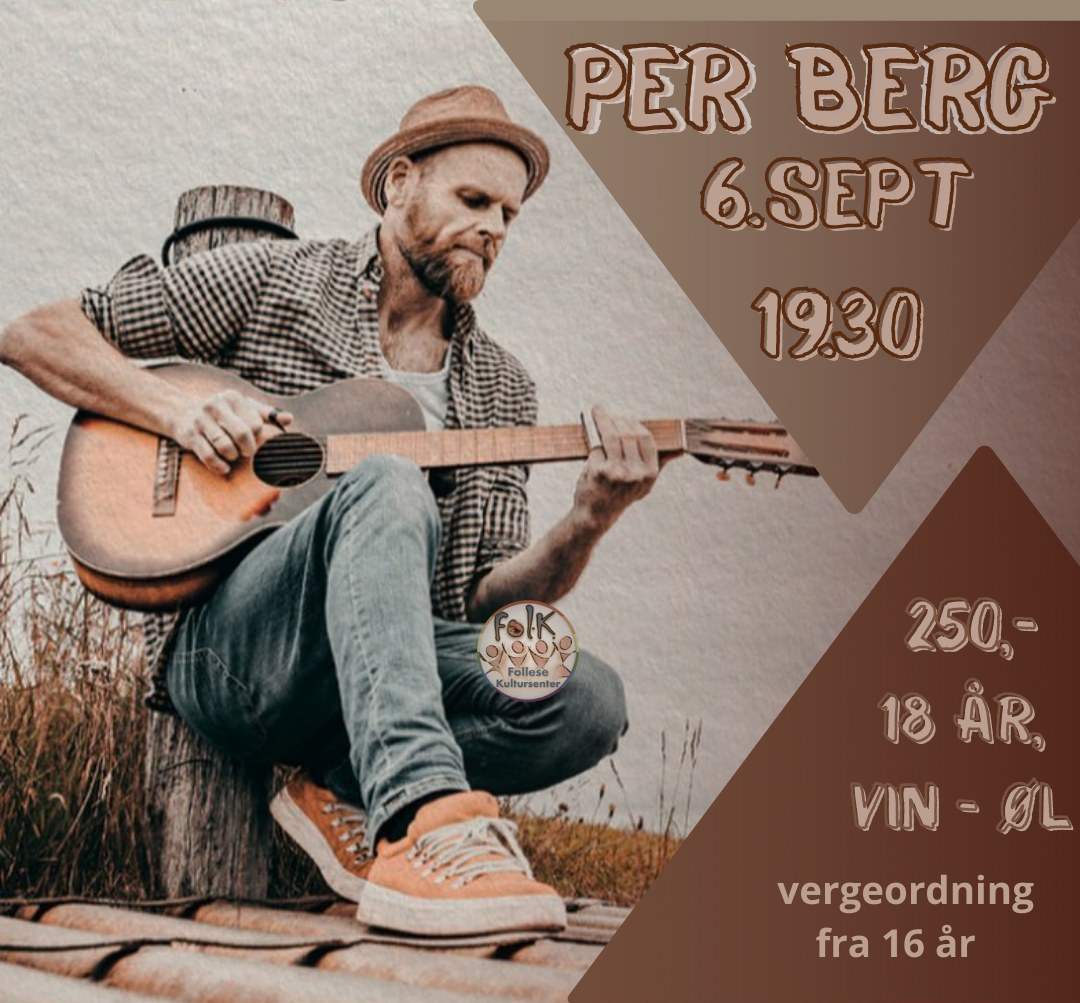 PER BERG
6.SEPT
19.30
FOLK
Follese
Kultursenter
250,-
18 ÅR,
VIN - ØL
vergeordning
fra 16 år